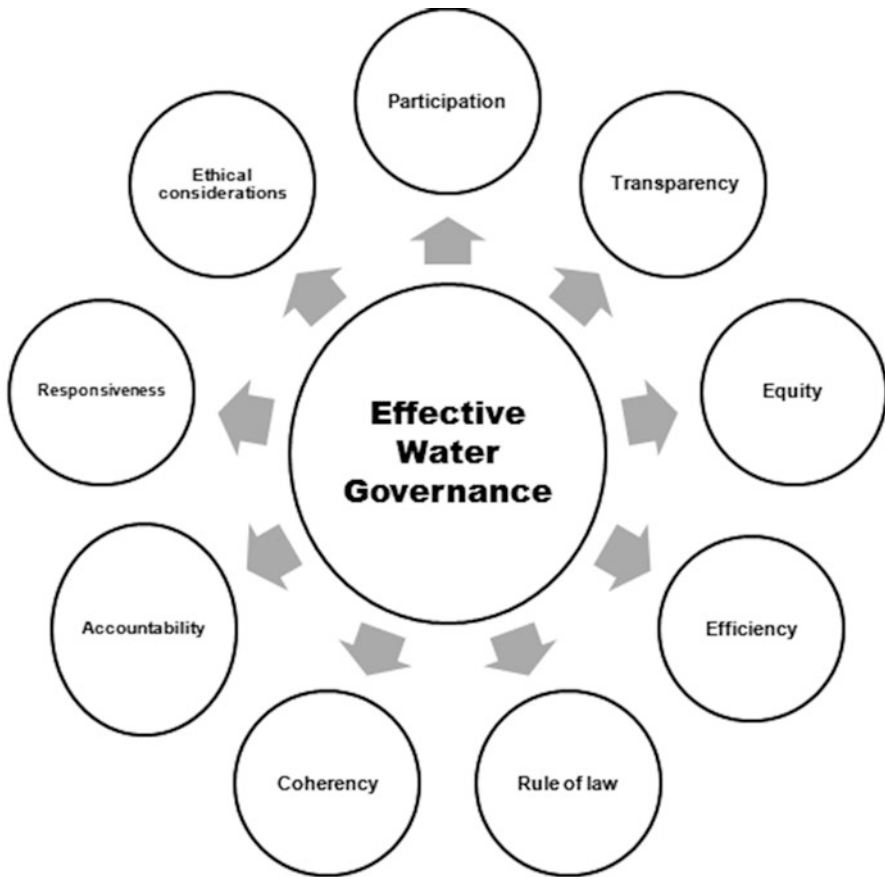 Participation
Transparency
Equity
Efficiency
Rule of law
Coherency
Accountability
Responsiveness
Ethical
considerations
Effective
Water
Governance